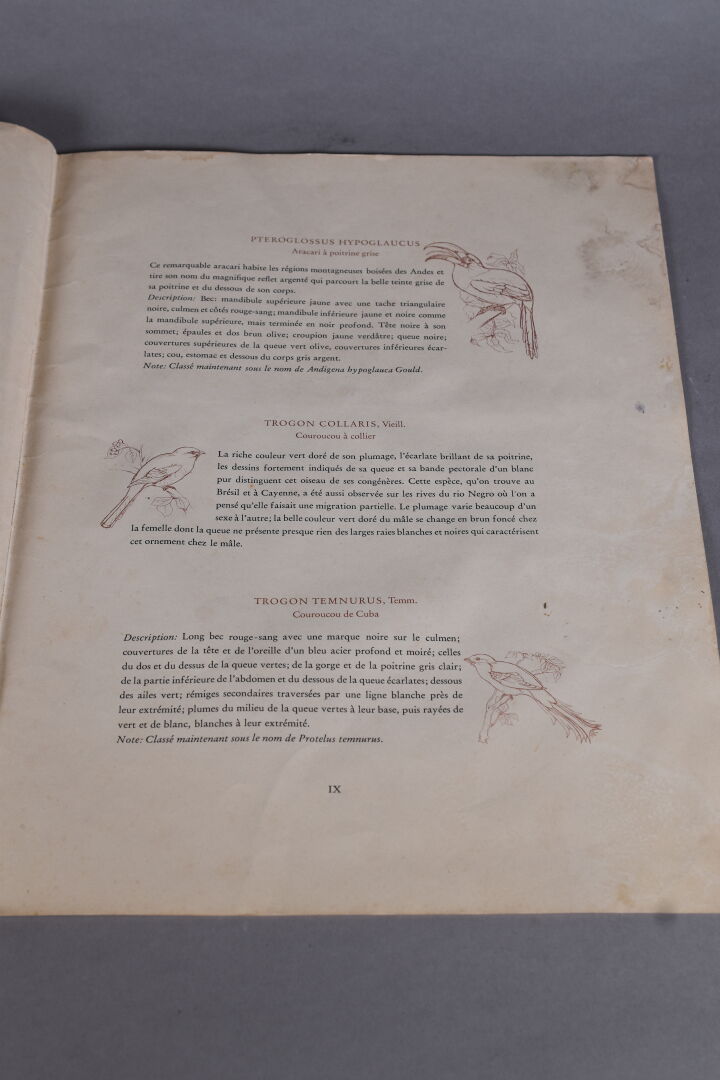 PTEROGLOSSUS HYPOGLAUCUS
Aracari à poitrine grise
Ce remarquable aracari habite les régions montagneuses boisées des Andes et
tire son nom du magnifique reflet argenté qui parcourt la belle teinte grise de
sa poitrine et du dessous de son corps.
Description: Bec: mandibule supérieure jaune avec une tache triangulaire
noire, culmen et côtés rouge-sang; mandibule inférieure jaune et noire comme
la mandibule supérieure, mais terminée en noir profond. Tête noire à son
sommet; épaules et dos brun olive; croupion jaune verdâtre; queue noire;
couvertures supérieures de la queue vert olive, couvertures inférieures écar-
lates; cou, estomac et dessous du corps gris argent.
Note: Classé maintenant sous le nom de Andigena hypoglauca Gould.
TROGON COLLARIS, Vieill.
Couroucou à collier
La riche couleur vert doré de son plumage, l'écarlate brillant de sa poitrine,
les dessins fortement indiqués de sa queue et sa bande pectorale d'un blanc
pur distinguent cet oiseau de ses congénères. Cette espèce, qu'on trouve au
Brésil et à Cayenne, a été aussi observée sur les rives du rio Negro où l'on a
pensé qu'elle faisait une migration partielle. Le plumage varie beaucoup d'un
sexe à l'autre; la belle couleur vert doré du mâle se change en brun foncé chez
la femelle dont la queue ne présente presque rien des larges raies blanches et noires qui caractérisent
cet ornement chez le mâle.
TROGON TEMNURUS, Temm.
Couroucou de Cuba
Description: Long bec rouge-sang avec une marque noire sur le culmen;
couvertures de la tête et de l'oreille d'un bleu acier profond et moiré; celles
du dos et du dessus de la queue vertes; de la gorge et de la poitrine gris clair;
de la partie inférieure de l'abdomen et du dessous de la queue écarlates; dessous
des ailes vert; rémiges secondaires traversées par une ligne blanche près de
leur extrémité; plumes du milieu de la queue vertes à leur base, puis rayées de
vert et de blanc, blanches à leur extrémité.
Note: Classé maintenant sous le nom de Protelus temnurus.
IX